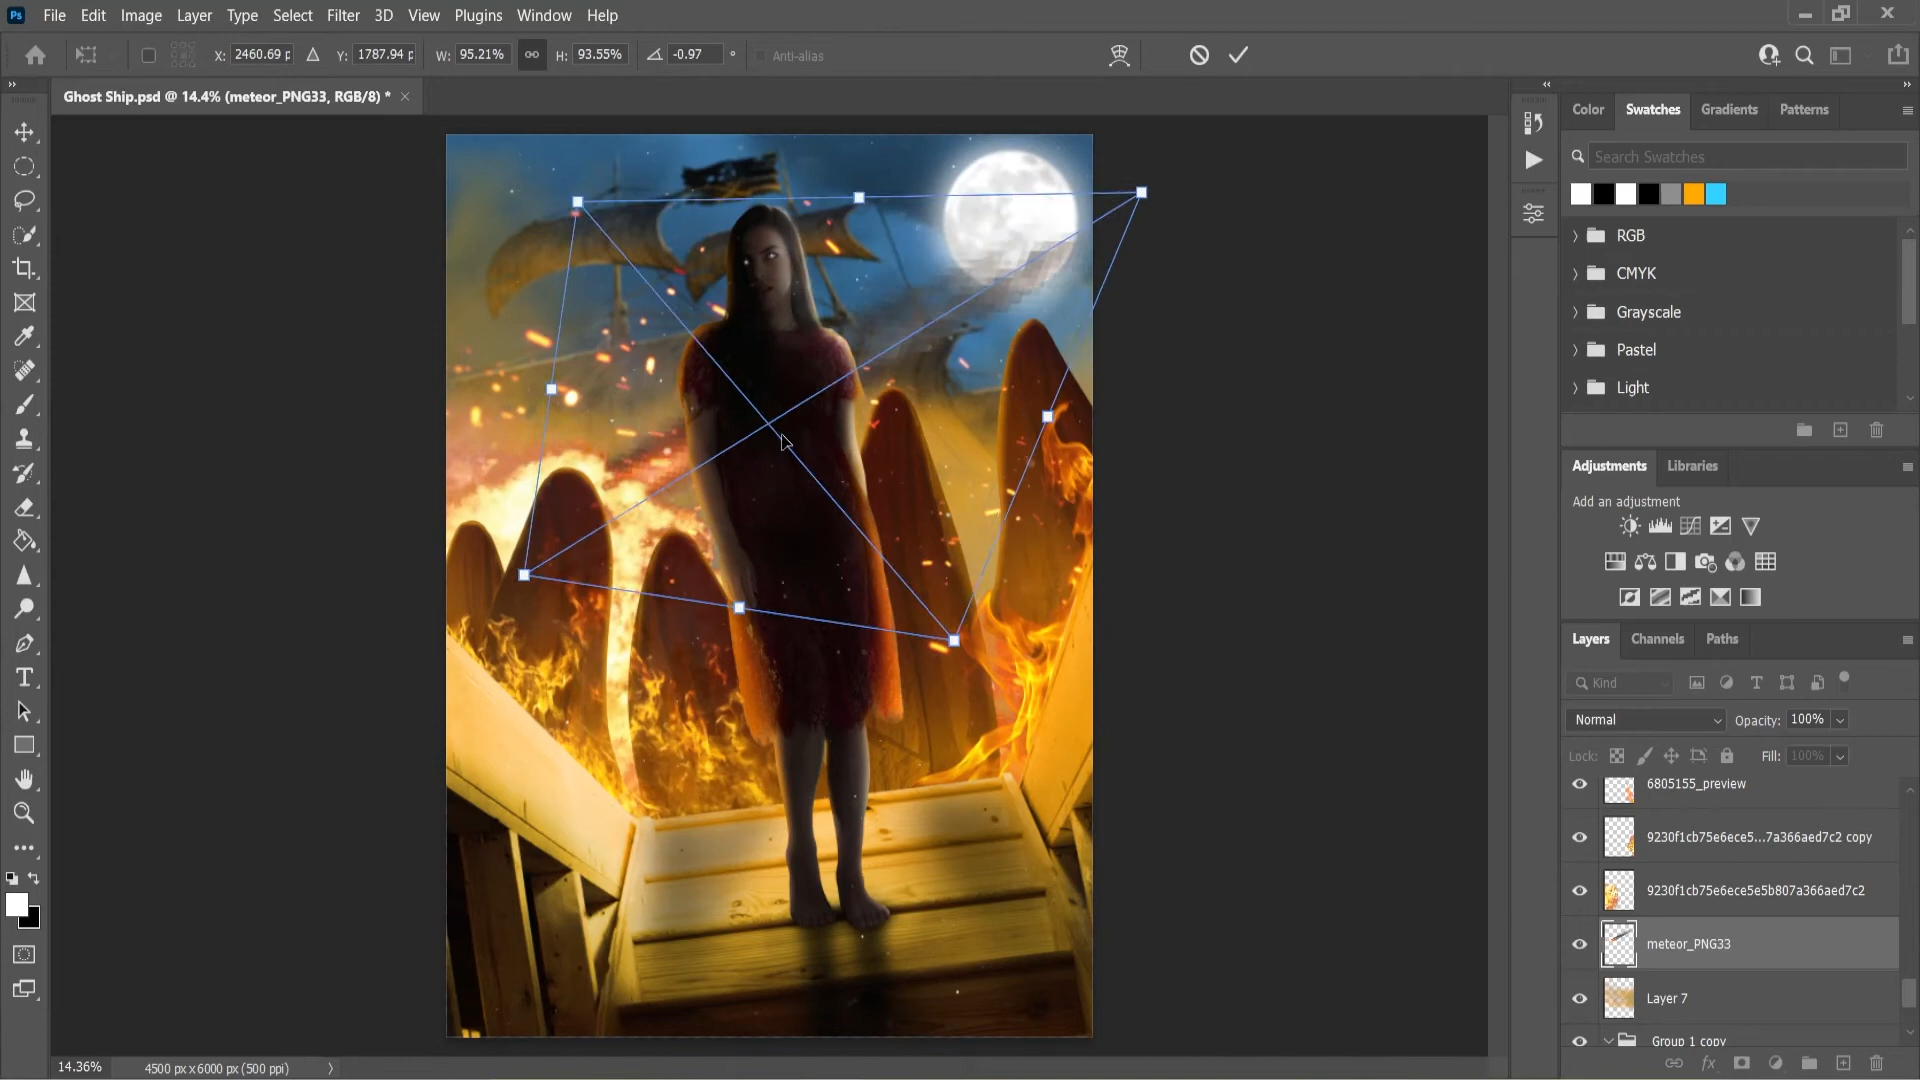 Ps File Edit Image Layer Type Select Filter 3D View Plugins Window Help
X: 2460.69 p Y: 1787.94 p W: 95.21% H: 93.55% -0.97 ° Anti-alias
Ghost Ship.psd @ 14.4% (meteor_PNG33, RGB/8) * ×
Color Swatches Gradients Patterns
Search Swatches
RGB
CMYK
Grayscale
Pastel
Light
Adjustments Libraries
Add an adjustment
Layers Channels Paths
Kind
Normal Opacity: 100%
Lock: Fill: 100%
6805155_preview
9230f1cb75e6ece5...7a366aed7c2 copy
9230f1cb75e6ece5e5b807a366aed7c2
meteor_PNG33
Layer 7
Group 1 copy
14.36% 4500 px x 6000 px (500 ppi)